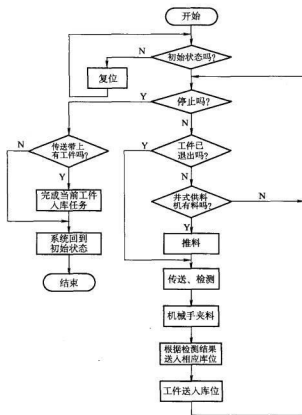 开始
N
初始状态吗?
复位
Y
Y
停止吗?
N
N
传送带上
有工件吗?
工件已
退出吗?
Y
Y
N
完成当前工件
入库任务
井式供料
机有料吗?
N
Y
系统回到
初始状态
推料
结束
传送、检测
机械手夹料
根据检测结果
送入相应库位
工件送入库位